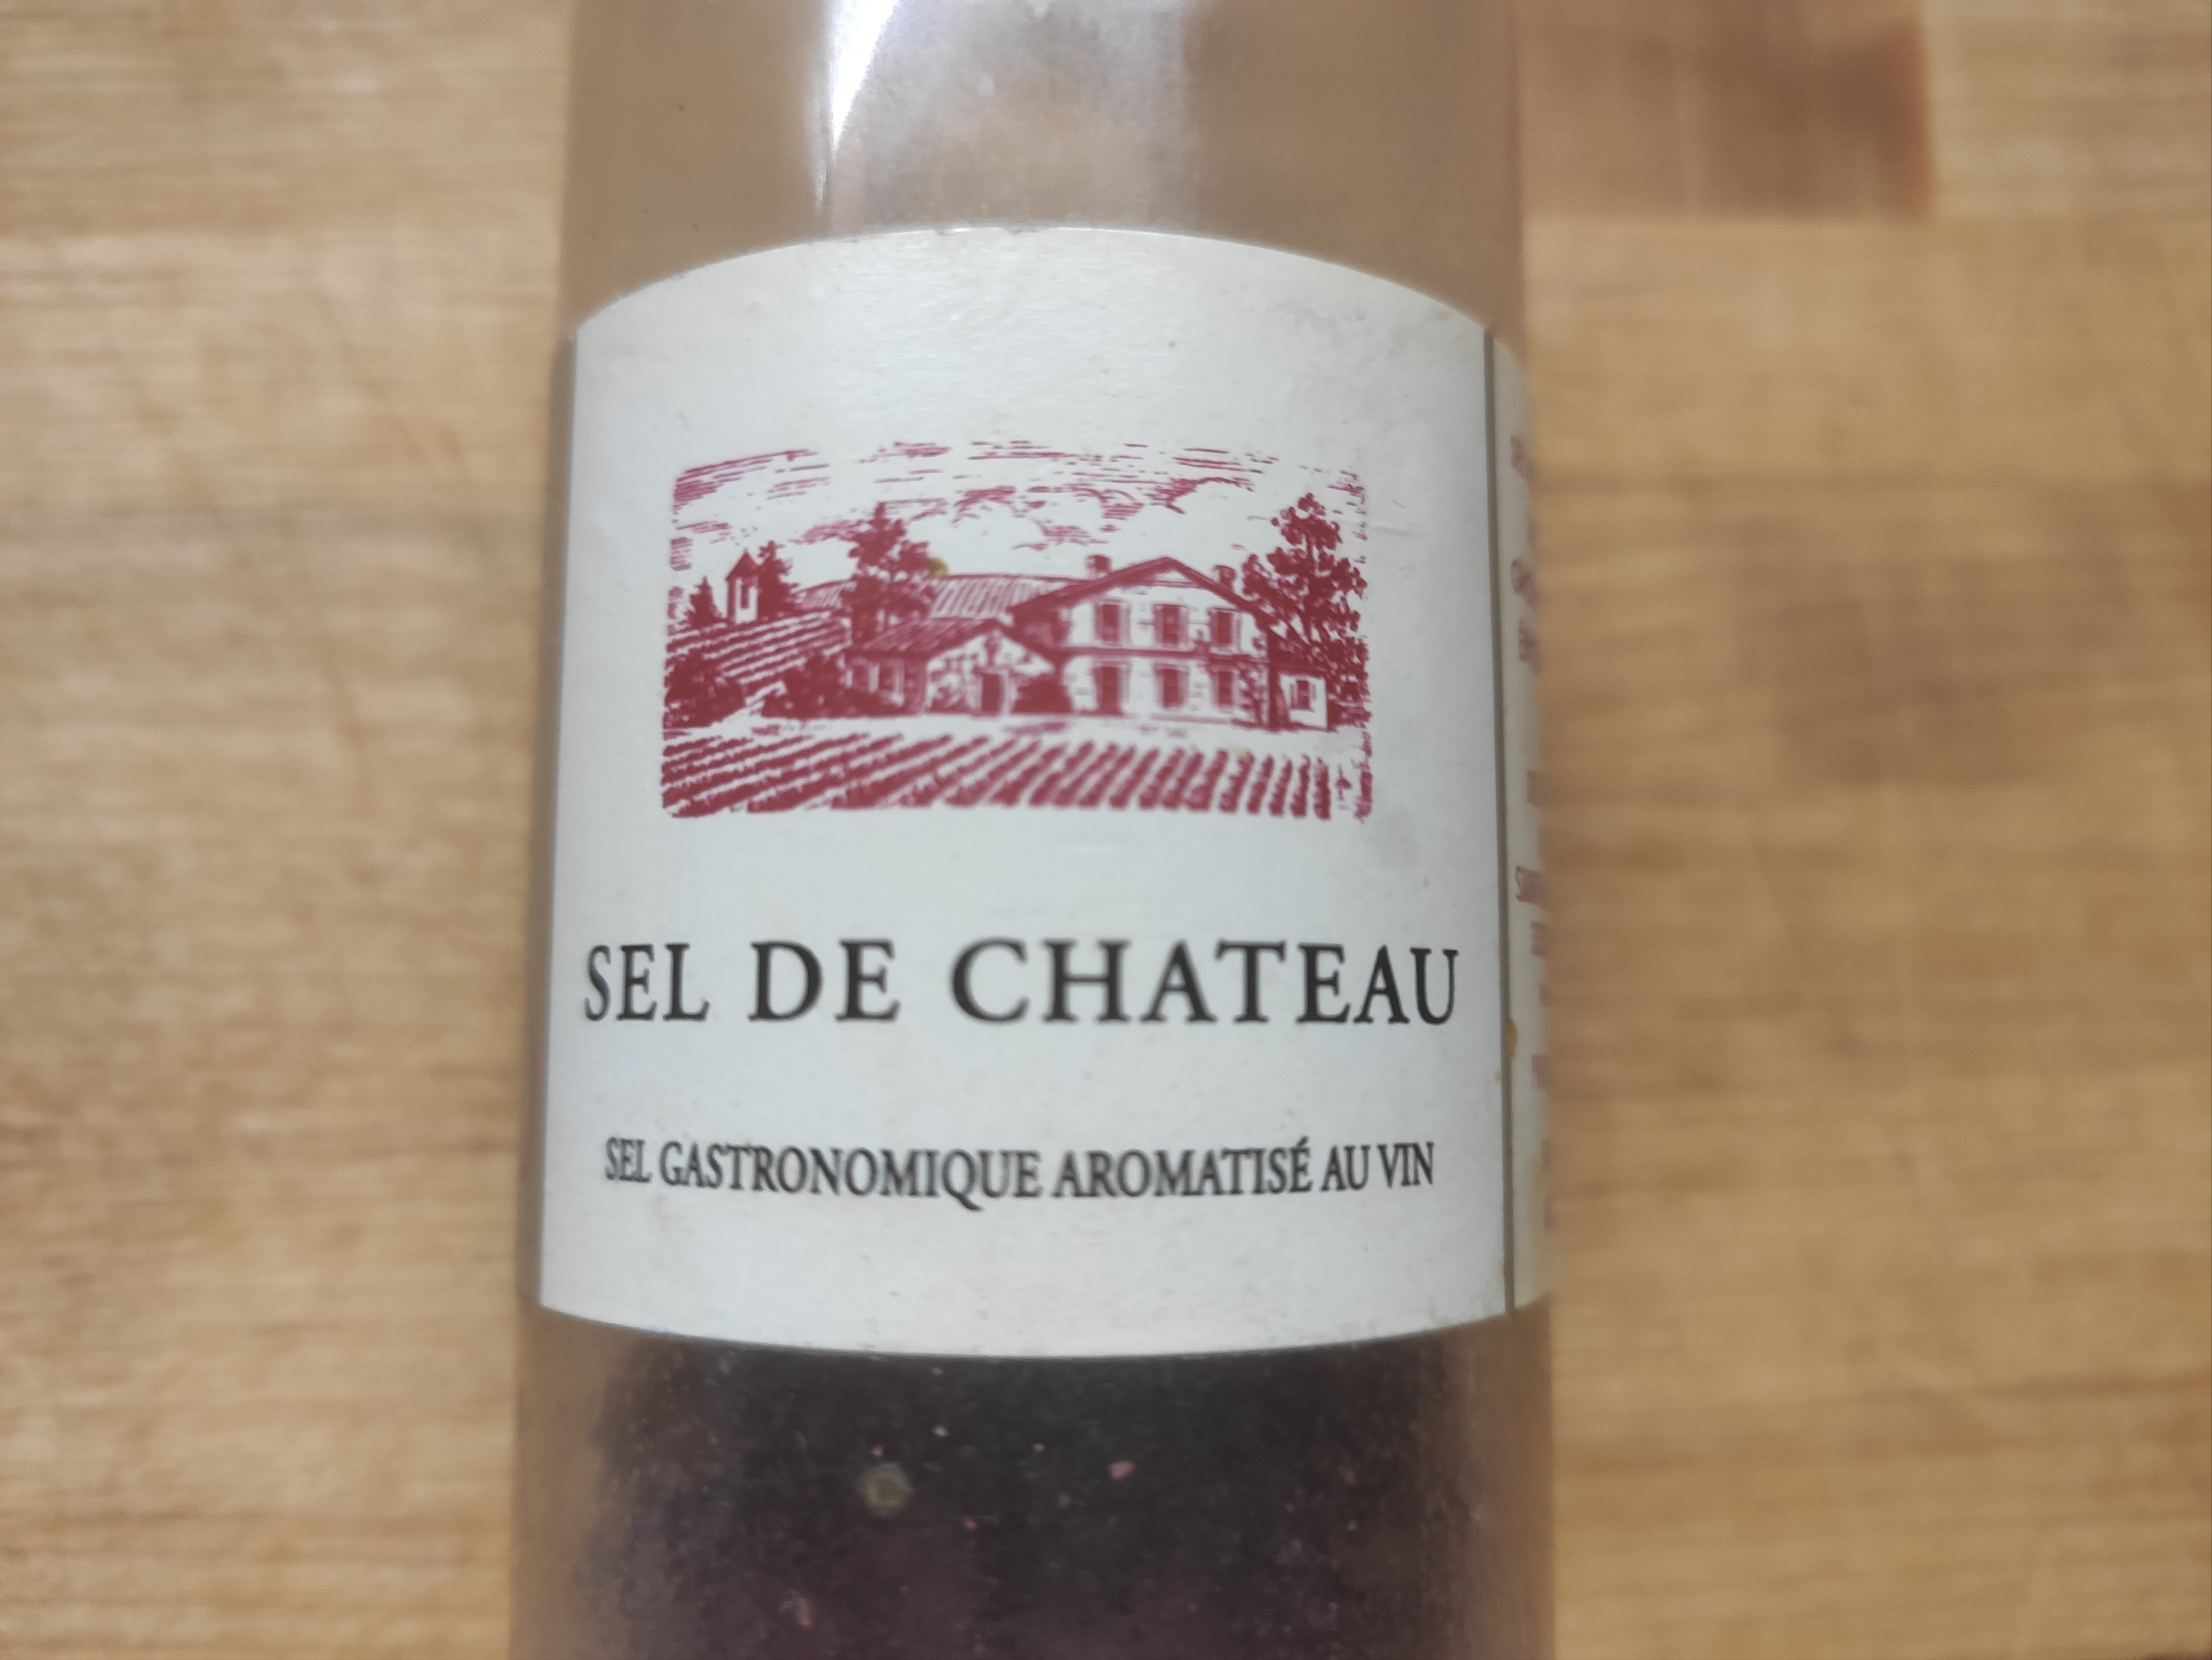 SEL DE CHATEAU
SEL GASTRONOMIQUE AROMATISÉ AU VIN